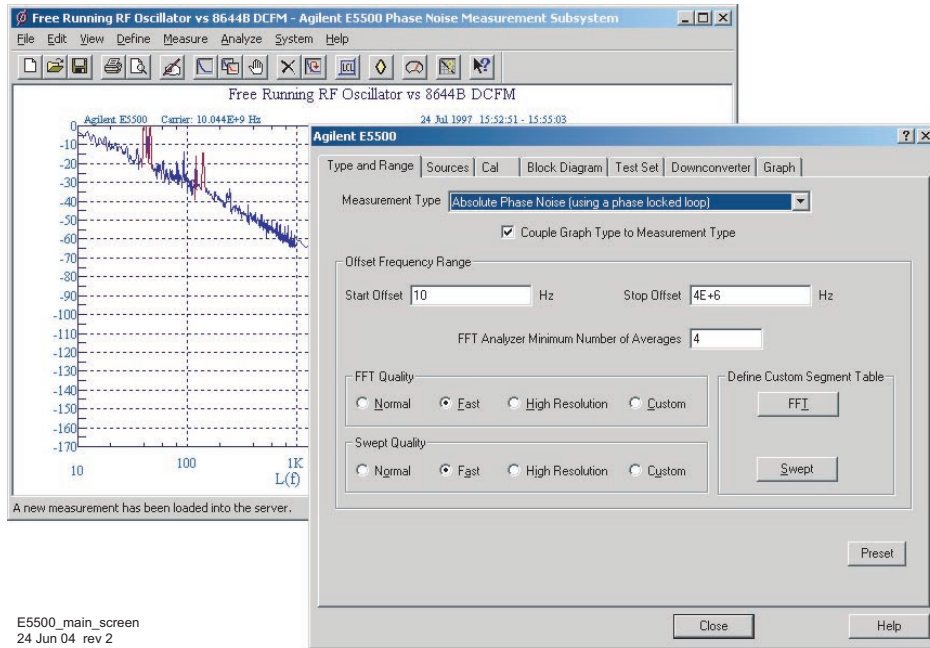 Free Running RF Oscillator vs 8644B DCFM - Agilent E5500 Phase Noise Measurement Subsystem
File Edit View Define Measure Analyze System Help
Free Running RF Oscillator vs 8644B DCFM
Agilent E5500 Carrier: 10.044E+9 Hz 24 Jul 1997 15:52:51 - 15:55:03
0
-10
-20
-30
-40
-50
-60
-70
-80
-90
-100
-110
-120
-130
-140
-150
-160
-170
10 100 1K
L(f)
A new measurement has been loaded into the server.
Agilent E5500
Type and Range Sources Cal Block Diagram Test Set Downconverter Graph
Measurement Type Absolute Phase Noise (using a phase locked loop)
Couple Graph Type to Measurement Type
Offset Frequency Range
Start Offset 10 Hz Stop Offset 4E+6 Hz
FFT Analyzer Minimum Number of Averages 4
FFT Quality
Normal Fast High Resolution Custom
Swept Quality
Normal Fast High Resolution Custom
Define Custom Segment Table
FFT
Swept
Preset
Close Help
E5500_main_screen
24 Jun 04 rev 2